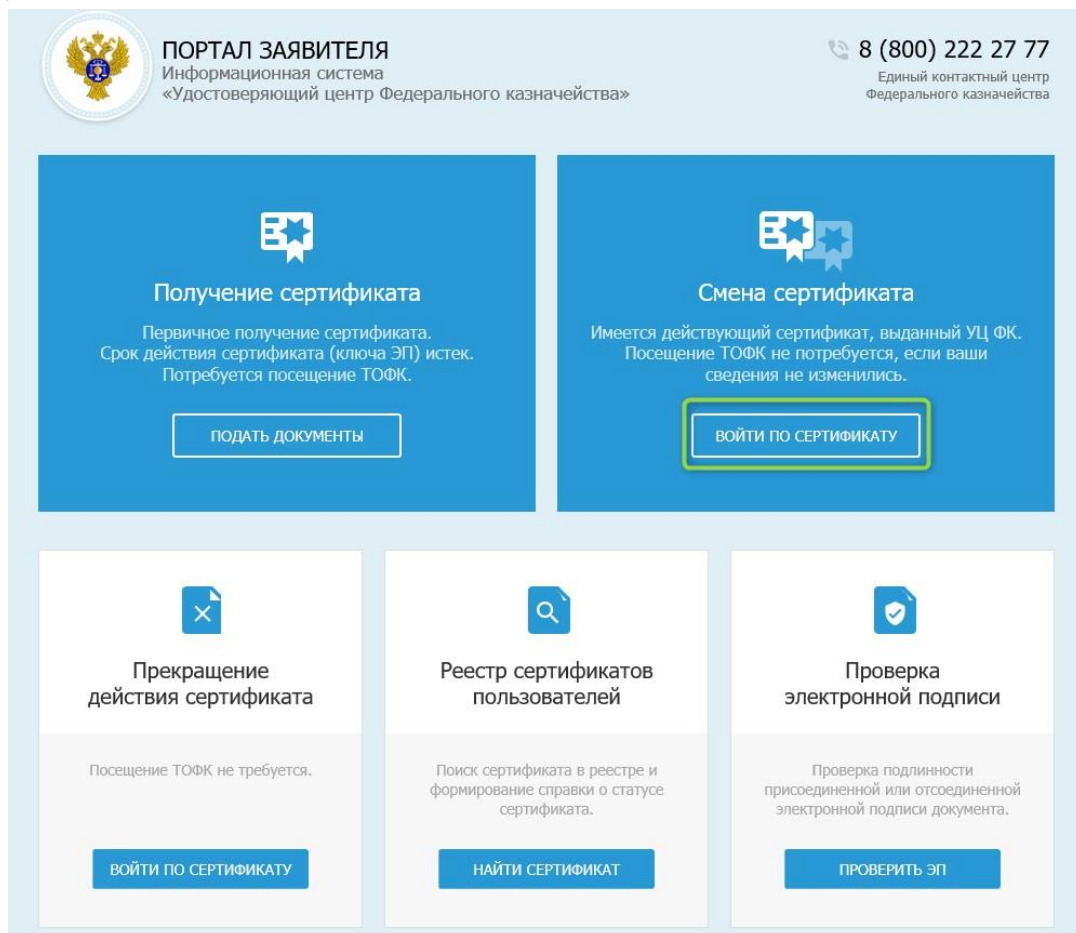 ПОРТАЛ ЗАЯВИТЕЛЯ
Информационная система
«Удостоверяющий центр Федерального казначейства»
8 (800) 222 27 77
Единый контактный центр
Федерального казначейства
Получение сертификата
Первичное получение сертификата.
Срок действия сертификата (ключа ЭП) истек.
Потребуется посещение ТОФК.
ПОДАТЬ ДОКУМЕНТЫ
Смена сертификата
Имеется действующий сертификат, выданный УЦ ФК.
Посещение ТОФК не потребуется, если ваши
сведения не изменились.
ВОЙТИ ПО СЕРТИФИКАТУ
Прекращение
действия сертификата
Посещение ТОФК не требуется.
ВОЙТИ ПО СЕРТИФИКАТУ
Реестр сертификатов
пользователей
Поиск сертификата в реестре и
формирование справки о статусе
сертификата.
НАЙТИ СЕРТИФИКАТ
Проверка
электронной подписи
Проверка подлинности
присоединенной или отсоединенной
электронной подписи документа.
ПРОВЕРИТЬ ЭП